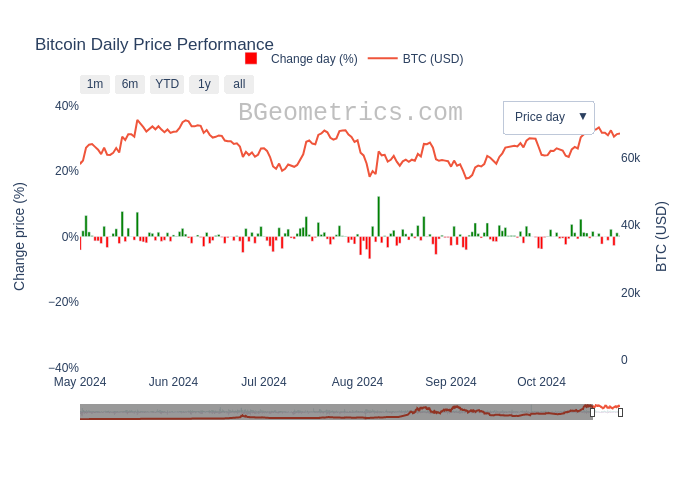 Bitcoin Daily Price Performance
Change day (%)
BTC (USD)
1m
6m
YTD
1y
all
BGeometrics.com
Price day ▼
40%
20%
0%
−20%
−40%
Change price (%)
60k
40k
20k
0
BTC (USD)
May 2024
Jun 2024
Jul 2024
Aug 2024
Sep 2024
Oct 2024